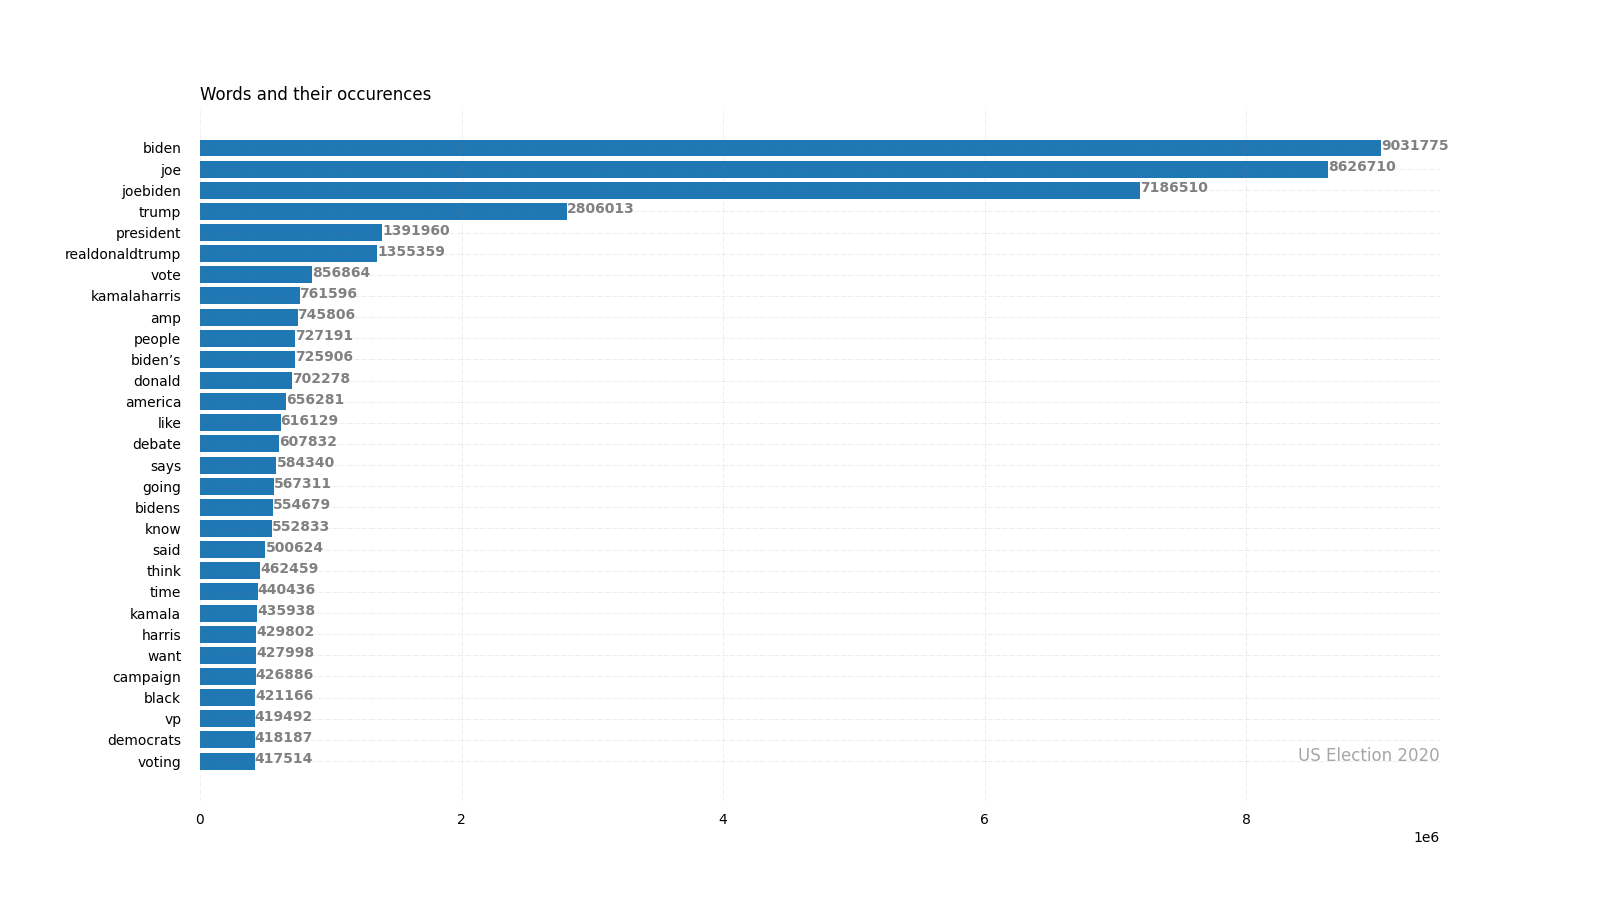 Words and their occurences
biden 9031775
joe 8626710
joebiden 7186510
trump 2806013
president 1391960
realdonaldtrump 1355359
vote 856864
kamalaharris 761596
amp 745806
people 727191
biden’s 725906
donald 702278
america 656281
like 616129
debate 607832
says 584340
going 567311
bidens 554679
know 552833
said 500624
think 462459
time 440436
kamala 435938
harris 429802
want 427998
campaign 426886
black 421166
vp 419492
democrats 418187
voting 417514
US Election 2020
0 2 4 6 8
1e6